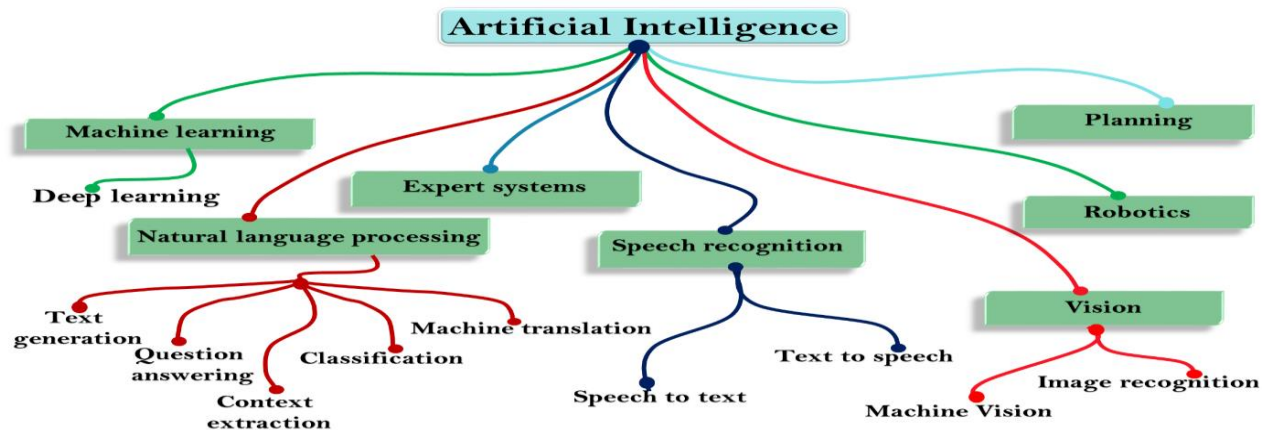 Artificial Intelligence
Machine learning
Planning
Deep learning
Expert systems
Robotics
Natural language processing
Speech recognition
Vision
Text
generation
Question
answering
Context
extraction
Classification
Machine translation
Speech to text
Text to speech
Machine Vision
Image recognition